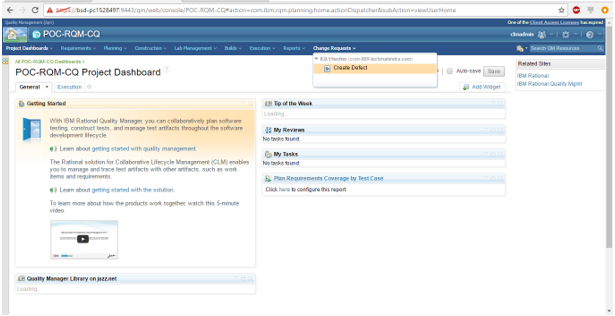 https://bsd-pc1528497:9443/qm/web/console/POC-RQM-CQ#action=com.ibm.rqm.planning.home.actionDispatcher&subAction=viewUserHome
Quality Management (/qm)
One of the Client Access Licenses has expired
POC-RQM-CQ
clmadmin
Project Dashboards
Requirements
Planning
Construction
Lab Management
Builds
Execution
Reports
Change Requests
Search QM Resources
Create Defect
All POC-RQM-CQ Dashboards
POC-RQM-CQ Project Dashboard
Auto-save
Save
General
Execution
Add Widget
Related Sites
IBM Rational
IBM Rational Quality Mgmt
Getting Started
With IBM Rational Quality Manager, you can collaboratively plan software
testing, construct tests, and manage test artifacts throughout the software
development lifecycle.
Learn about getting started with quality management.
The Rational solution for Collaborative Lifecycle Management (CLM) enables
you to manage and trace test artifacts with other artifacts, such as work
items and requirements.
Learn about getting started with the solution.
To learn more about how the products work together, watch this 5-minute
video.
Quality Manager Library on jazz.net
Loading...
Tip of the Week
Loading...
My Reviews
No tasks found.
My Tasks
No tasks found.
Plan Requirements Coverage by Test Case
Click here to configure this report